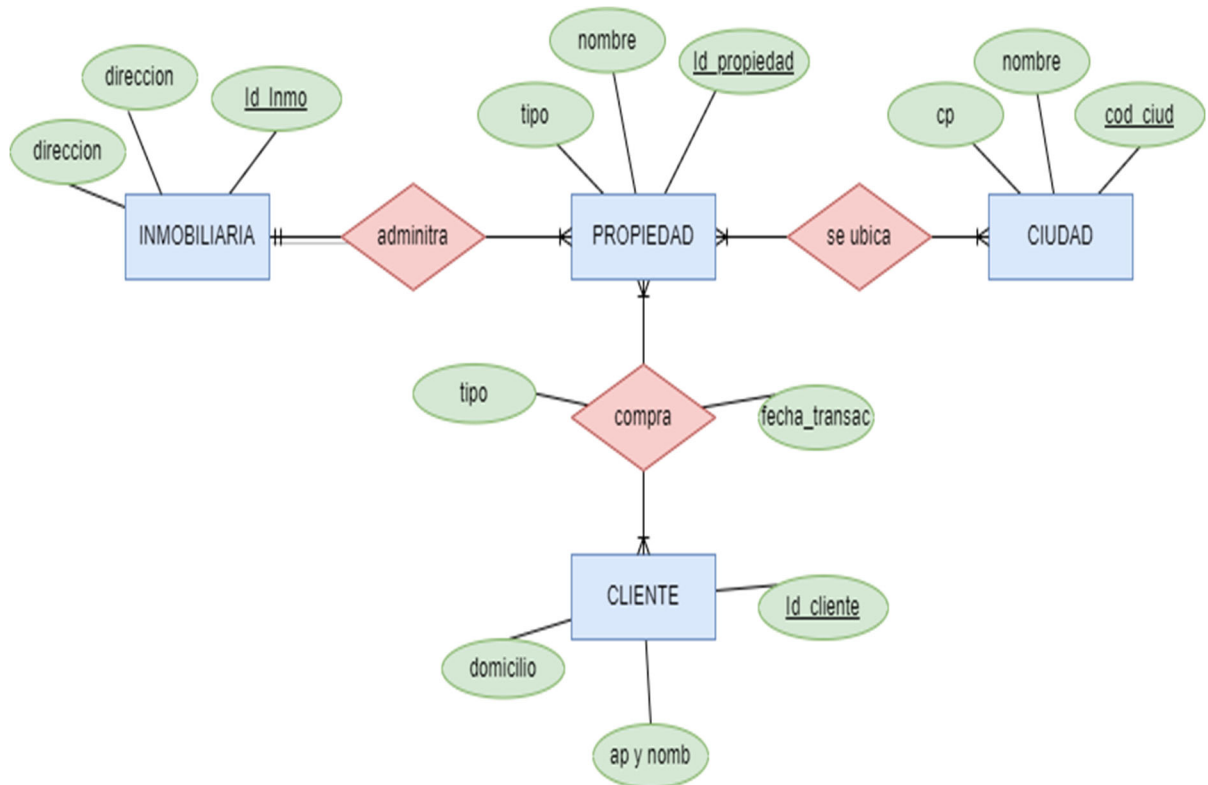 nombre
direccion
Id_Inmo
tipo
Id_propiedad
nombre
cp
cod_ciud
direccion
INMOBILIARIA
adminitra
PROPIEDAD
se ubica
CIUDAD
tipo
compra
fecha_transac
CLIENTE
Id_cliente
domicilio
ap y nomb